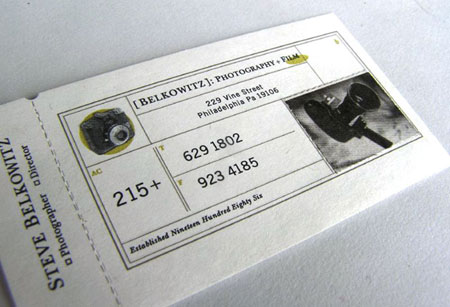 STEVE BELKOWITZ
Photographer Director
[BELKOWITZ]: PHOTOGRAPHY + FILM
229 Vine Street
Philadelphia Pa 19106
AC
215+
T
629 1802
T
923 4185
Established Nineteen Hundred Eighty Six